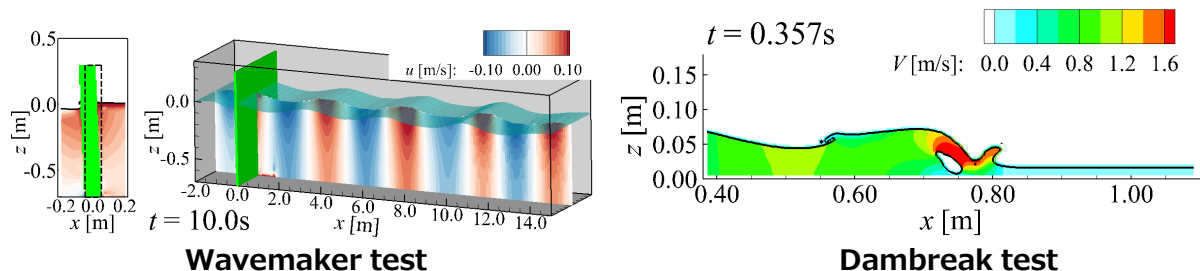 0.5
0.0
-0.5
z [m]
-0.2 0.0 0.2
x [m]
t = 10.0s
u [m/s]: -0.10 0.00 0.10
0.0
-0.5
z [m]
-2.0 0.0 2.0 4.0 6.0 8.0 10.0 12.0 14.0
x [m]
Wavemaker test
t = 0.357s
V [m/s]: 0.0 0.4 0.8 1.2 1.6
0.15
0.10
0.05
0.00
z [m]
0.40 0.60 0.80 1.00
x [m]
Dambreak test